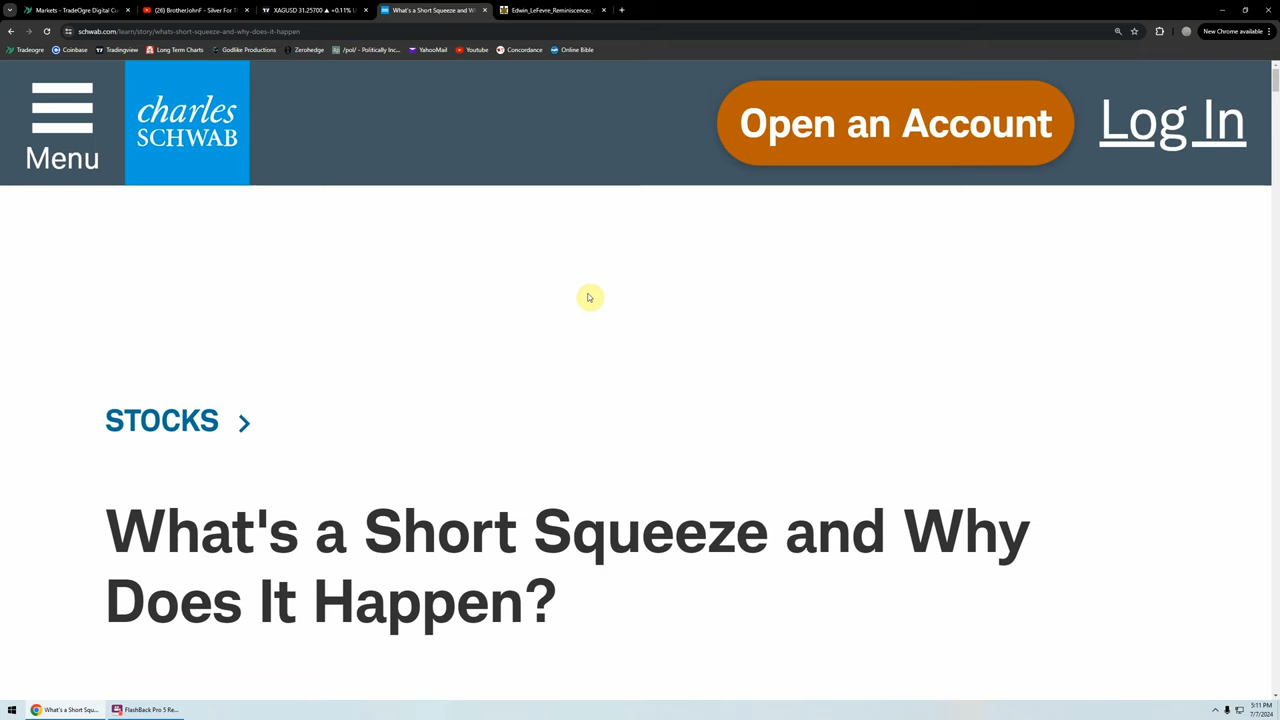 Markets - TradeOgre Digital Cu
(26) BrotherJohnF - Silver For T
XAGUSD 31.25700 ▲ +0.11% U
What's a Short Squeeze and W
Edwin_LeFevre_Reminiscences_
schwab.com/learn/story/whats-short-squeeze-and-why-does-it-happen
New Chrome available
Tradeogre
Coinbase
Tradingview
Long Term Charts
Godlike Productions
Zerohedge
/pol/ - Politically Inc...
YahooMail
Youtube
Concordance
Online Bible
Menu
charles
SCHWAB
Open an Account
Log In
STOCKS >
What's a Short Squeeze and Why
Does It Happen?
What's a Short Squ...
FlashBack Pro 5 Re...
5:11 PM
7/7/2024